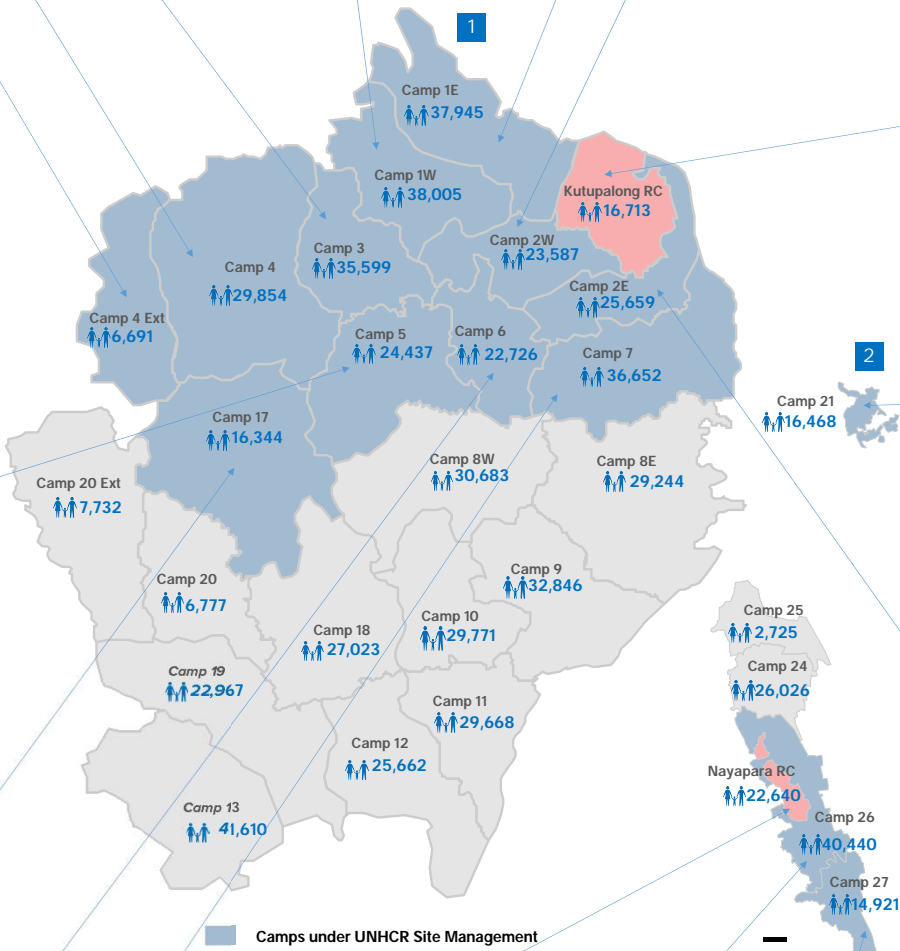 1
Camp 1E
37,945
Camp 1W
38,005
Kutupalong RC
16,713
Camp 2W
23,587
Camp 3
35,599
Camp 4
29,854
Camp 2E
25,659
Camp 4 Ext
6,691
Camp 5
24,437
Camp 6
22,726
Camp 7
36,652
2
Camp 21
16,468
Camp 17
16,344
Camp 8W
30,683
Camp 8E
29,244
Camp 20 Ext
7,732
Camp 9
32,846
Camp 20
6,777
Camp 10
29,771
Camp 18
27,023
Camp 25
2,725
Camp 24
26,026
Camp 19
22,967
Camp 11
29,668
Camp 12
25,662
Nayapara RC
22,640
Camp 13
41,610
Camp 26
40,440
Camp 27
14,921
Camps under UNHCR Site Management